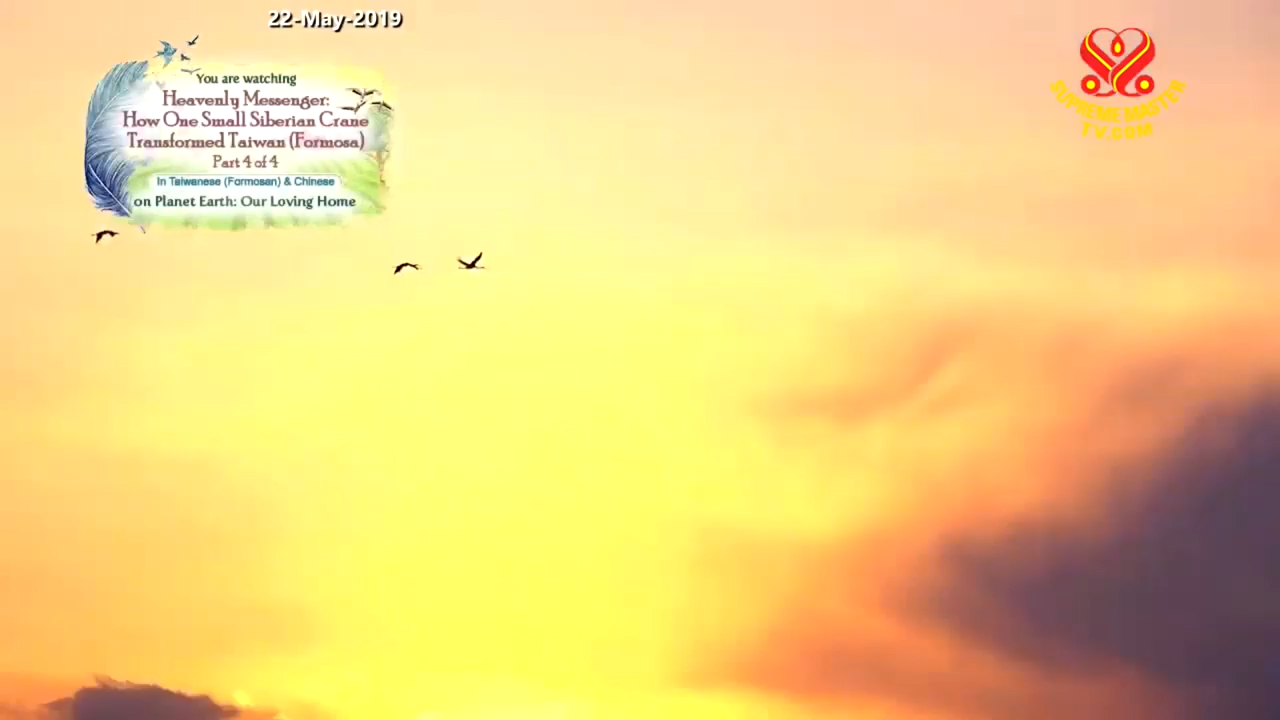 22-May-2019
You are watching
Heavenly Messenger:
How One Small Siberian Crane
Transformed Taiwan (Formosa)
Part 4 of 4
In Taiwanese (Formosan) & Chinese
on Planet Earth: Our Loving Home
SUPREME MASTER
TV.COM